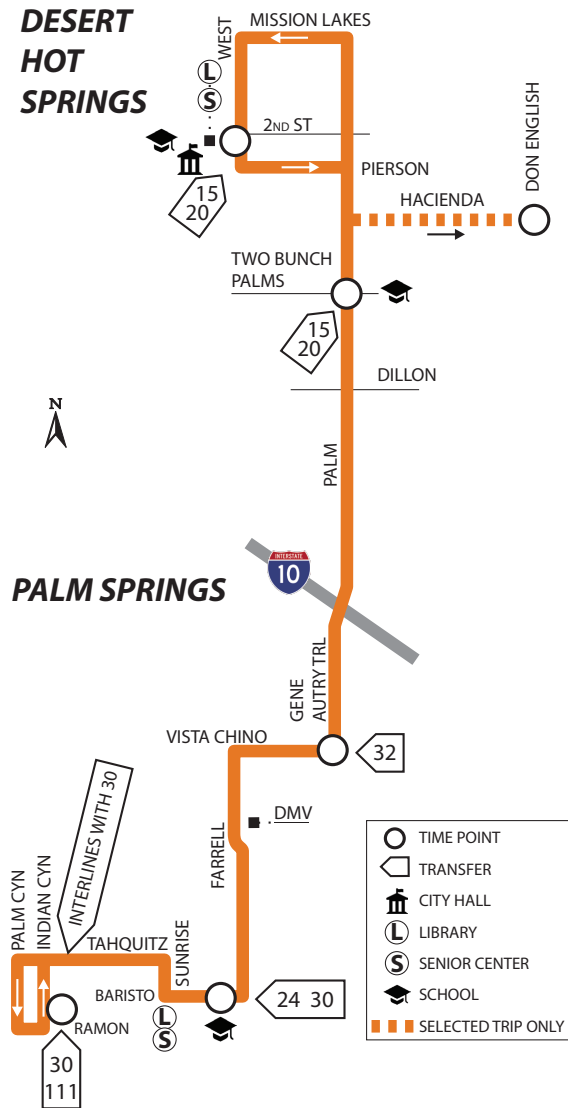 DESERT
HOT
SPRINGS
MISSION LAKES
WEST
L
S
2ND ST
PIERSON
15
20
HACIENDA
DON ENGLISH
TWO BUNCH
PALMS
15
20
DILLON
N
PALM
INTERSTATE
10
PALM SPRINGS
GENE
AUTRY TRL
VISTA CHINO
32
DMV
FARRELL
INTERLINES WITH 30
PALM CYN
INDIAN CYN
TAHQUITZ
SUNRISE
BARISTO
L
S
24 30
RAMON
30
111
TIME POINT
TRANSFER
CITY HALL
L LIBRARY
S SENIOR CENTER
SCHOOL
SELECTED TRIP ONLY